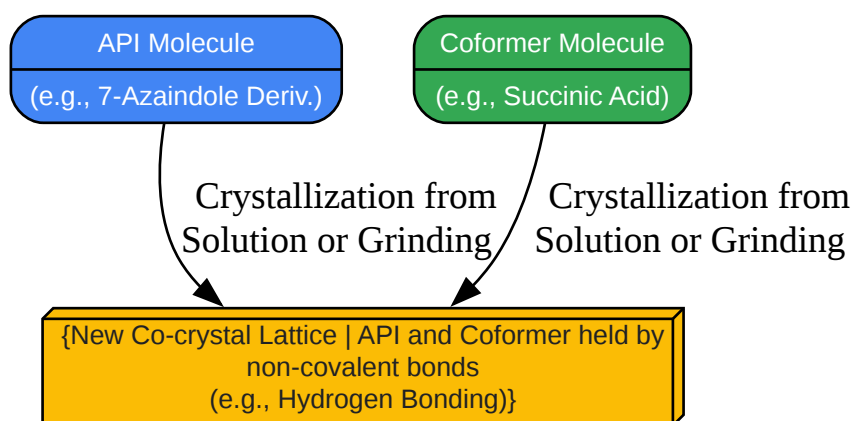 API Molecule
(e.g., 7-Azaindole Deriv.)
Coformer Molecule
(e.g., Succinic Acid)
Crystallization from
Solution or Grinding
Crystallization from
Solution or Grinding
{New Co-crystal Lattice | API and Coformer held by
non-covalent bonds
(e.g., Hydrogen Bonding)}